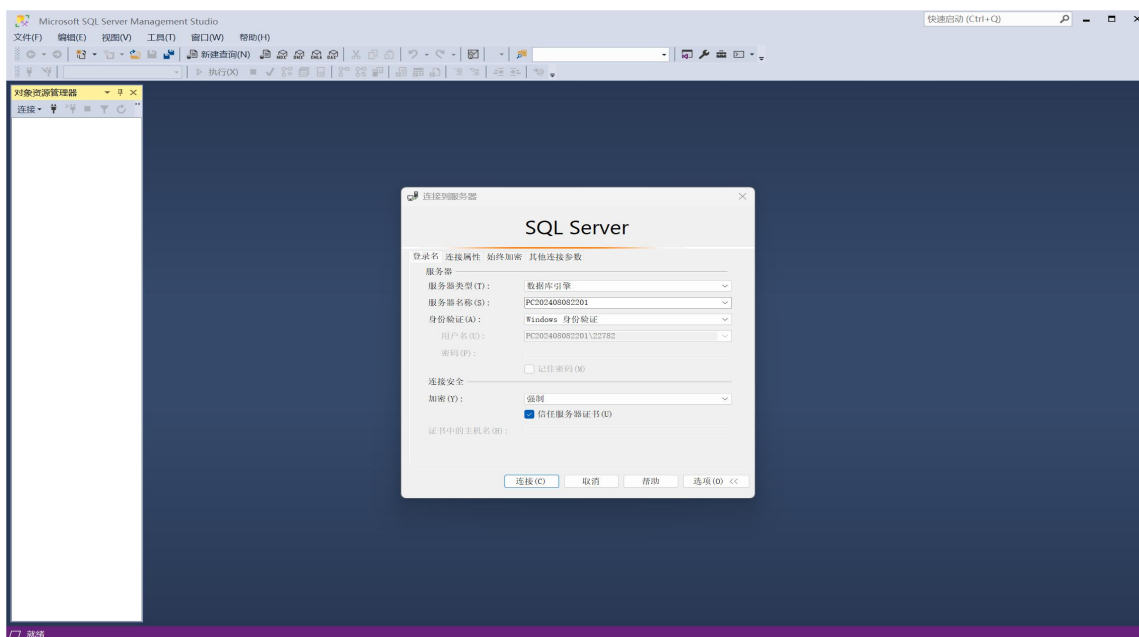 Microsoft SQL Server Management Studio
快速启动 (Ctrl+Q)
文件(F) 编辑(E) 视图(V) 工具(T) 窗口(W) 帮助(H)
新建查询(N)
执行(X)
对象资源管理器
连接
连接到服务器
SQL Server
登录名 连接属性 始终加密 其他连接参数
服务器
服务器类型(T): 数据库引擎
服务器名称(S): PC202408082201
身份验证(A): Windows 身份验证
用户名(U): PC202408082201\22782
密码(P):
记住密码(M)
连接安全
加密(Y): 强制
信任服务器证书(U)
证书中的主机名(H):
连接(C) 取消 帮助 选项(O) <<
就绪